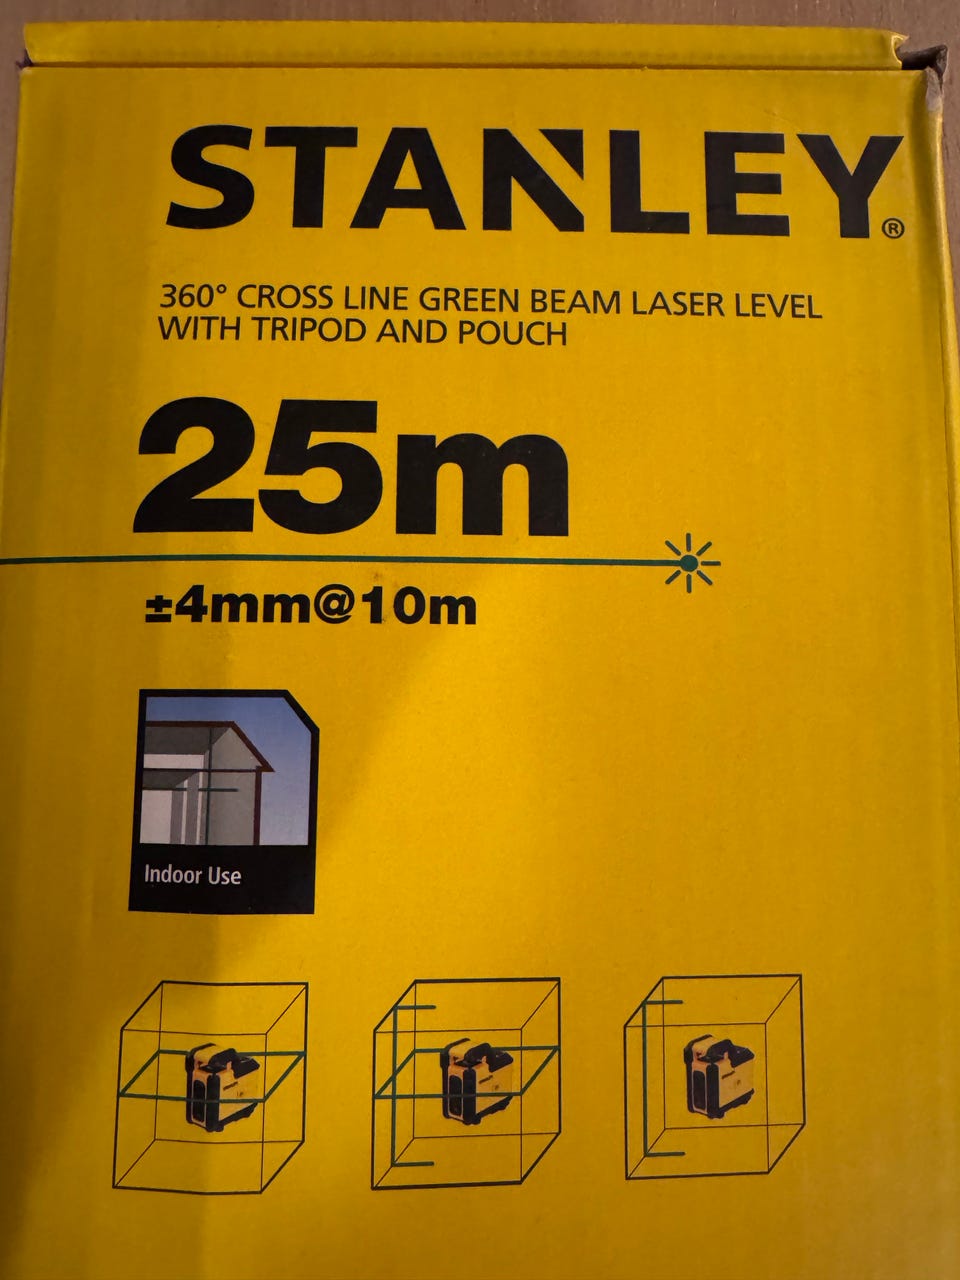 STANLEY®
360° CROSS LINE GREEN BEAM LASER LEVEL
WITH TRIPOD AND POUCH
25m
±4mm@10m
Indoor Use